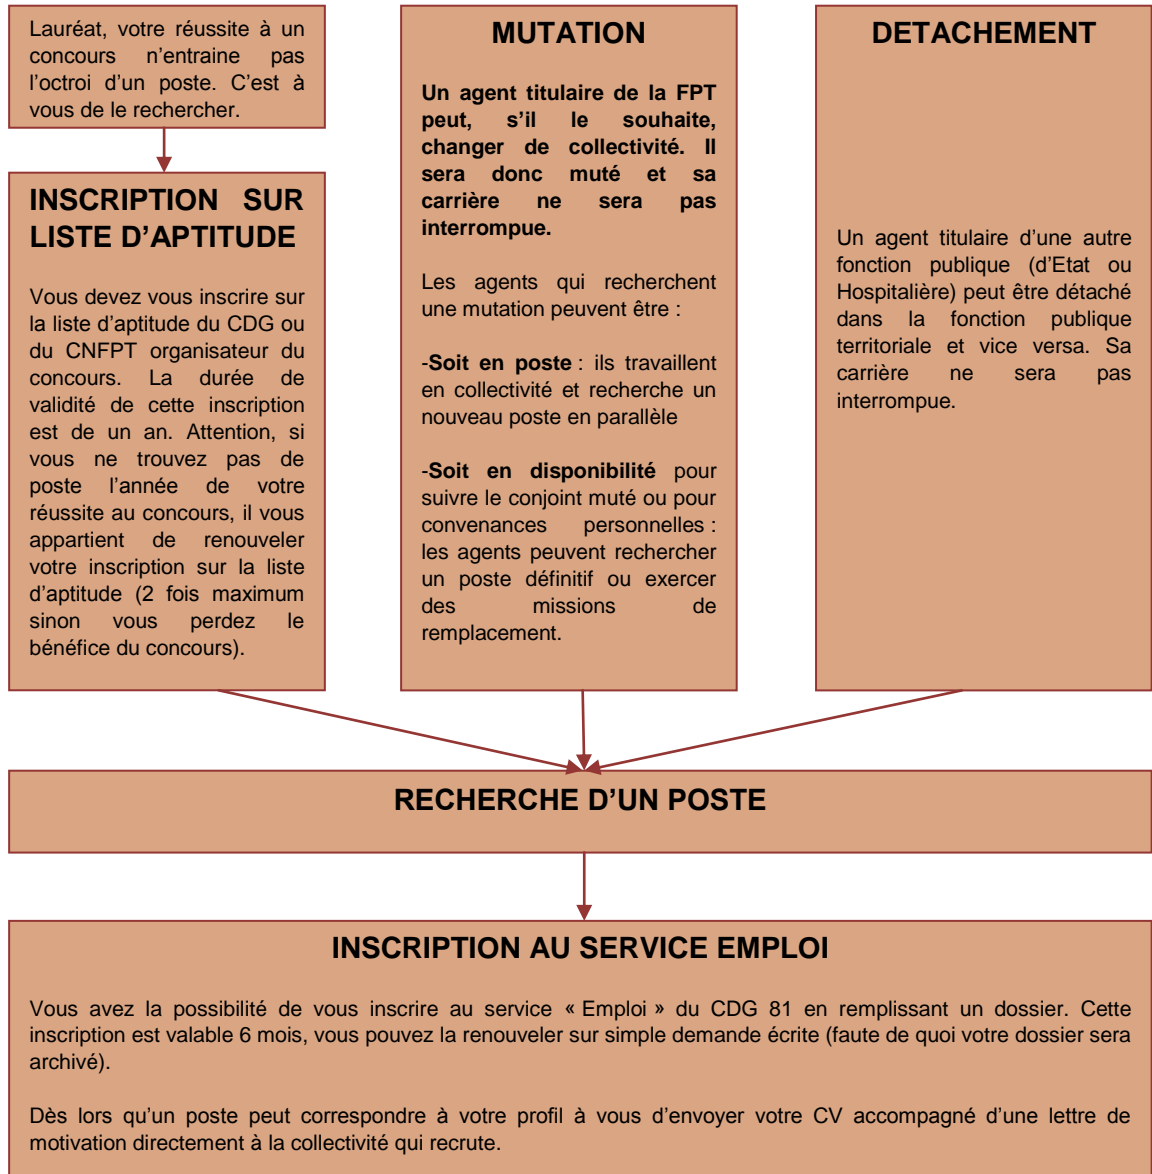 Lauréat, votre réussite à un
concours n’entraine pas
l’octroi d’un poste. C’est à
vous de le rechercher.
INSCRIPTION SUR
LISTE D’APTITUDE
Vous devez vous inscrire sur
la liste d’aptitude du CDG ou
du CNFPT organisateur du
concours. La durée de
validité de cette inscription
est de un an. Attention, si
vous ne trouvez pas de
poste l’année de votre
réussite au concours, il vous
appartient de renouveler
votre inscription sur la liste
d’aptitude (2 fois maximum
sinon vous perdez le
bénéfice du concours).
MUTATION
Un agent titulaire de la FPT
peut, s’il le souhaite,
changer de collectivité. Il
sera donc muté et sa
carrière ne sera pas
interrompue.
Les agents qui recherchent
une mutation peuvent être :
-Soit en poste : ils travaillent
en collectivité et recherche un
nouveau poste en parallèle
-Soit en disponibilité pour
suivre le conjoint muté ou pour
convenances personnelles :
les agents peuvent rechercher
un poste définitif ou exercer
des missions de
remplacement.
DETACHEMENT
Un agent titulaire d’une autre
fonction publique (d’Etat ou
Hospitalière) peut être détaché
dans la fonction publique
territoriale et vice versa. Sa
carrière ne sera pas
interrompue.
RECHERCHE D’UN POSTE
INSCRIPTION AU SERVICE EMPLOI
Vous avez la possibilité de vous inscrire au service « Emploi » du CDG 81 en remplissant un dossier. Cette
inscription est valable 6 mois, vous pouvez la renouveler sur simple demande écrite (faute de quoi votre dossier sera
archivé).
Dès lors qu’un poste peut correspondre à votre profil à vous d’envoyer votre CV accompagné d’une lettre de
motivation directement à la collectivité qui recrute.